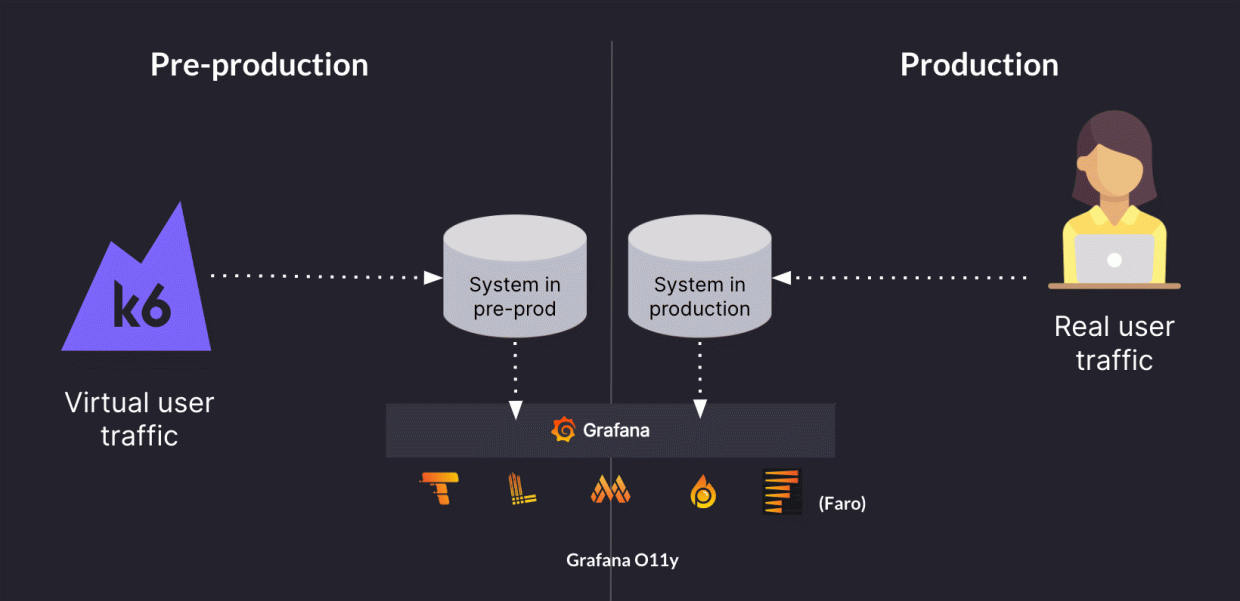 Pre-production
Production
k6
Virtual user
traffic
System in
pre-prod
System in
production
Real user
traffic
Grafana
(Faro)
Grafana O11y